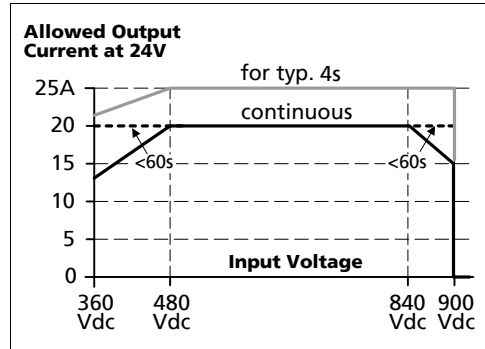 Allowed Output
Current at 24V
for typ. 4s
25A
continuous
20
<60s
<60s
15
10
5
Input Voltage
0
360 480 840 900
Vdc Vdc Vdc Vdc